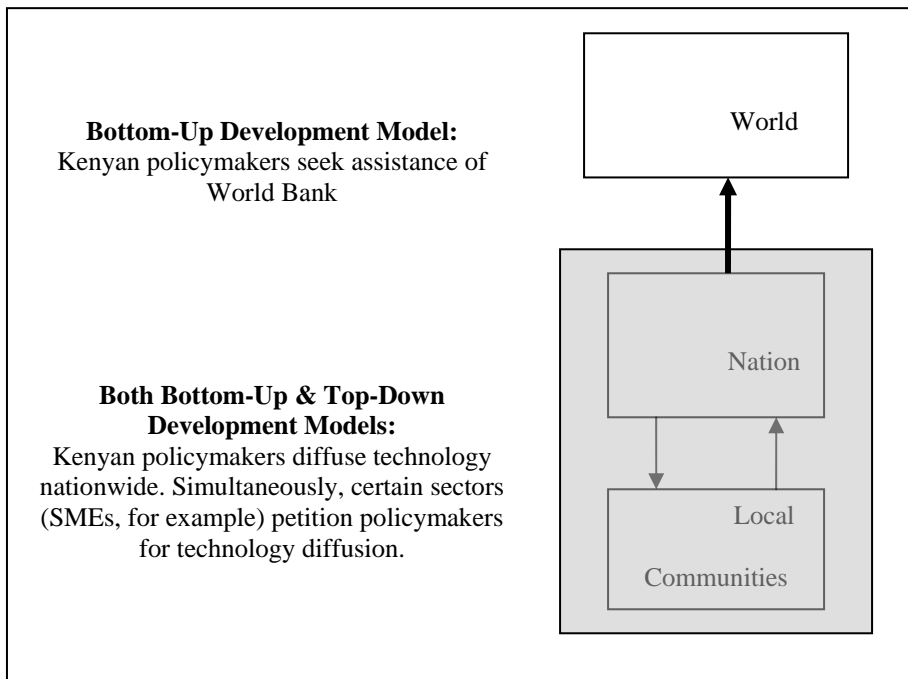 Bottom-Up Development Model:
Kenyan policymakers seek assistance of
World Bank
World
Nation
Both Bottom-Up & Top-Down
Development Models:
Kenyan policymakers diffuse technology
nationwide. Simultaneously, certain sectors
(SMEs, for example) petition policymakers
for technology diffusion.
Local
Communities